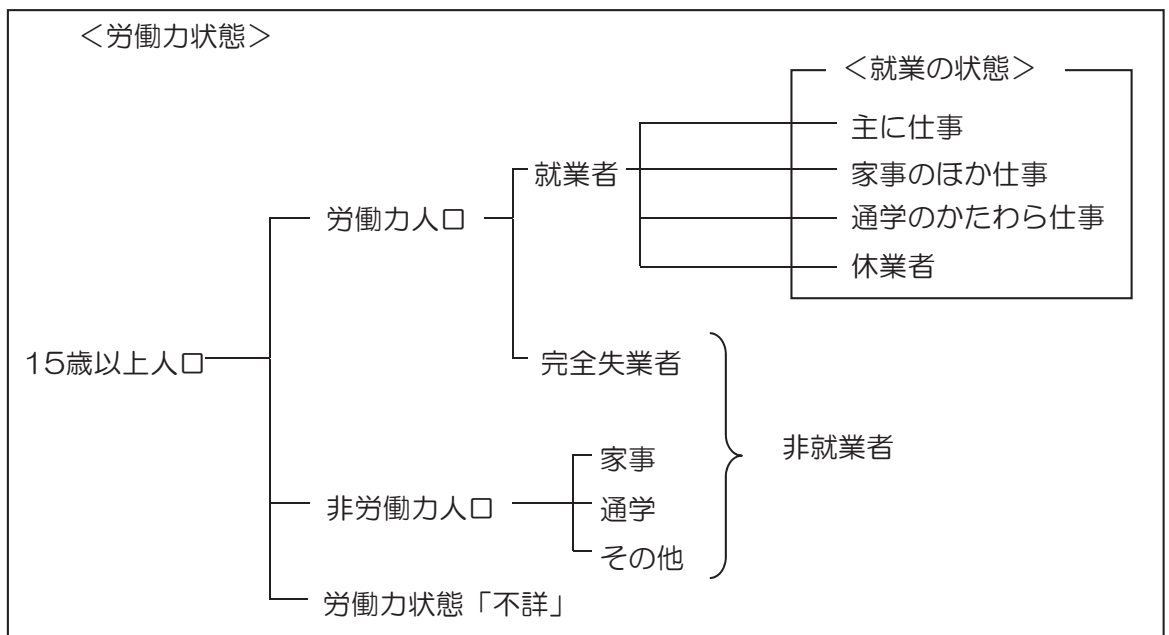 ＜労働力状態＞
＜就業の状態＞
主に仕事
就業者
家事のほか仕事
労働力人口
通学のかたわら仕事
休業者
15歳以上人口
完全失業者
非就業者
家事
非労働力人口
通学
その他
労働力状態「不詳」